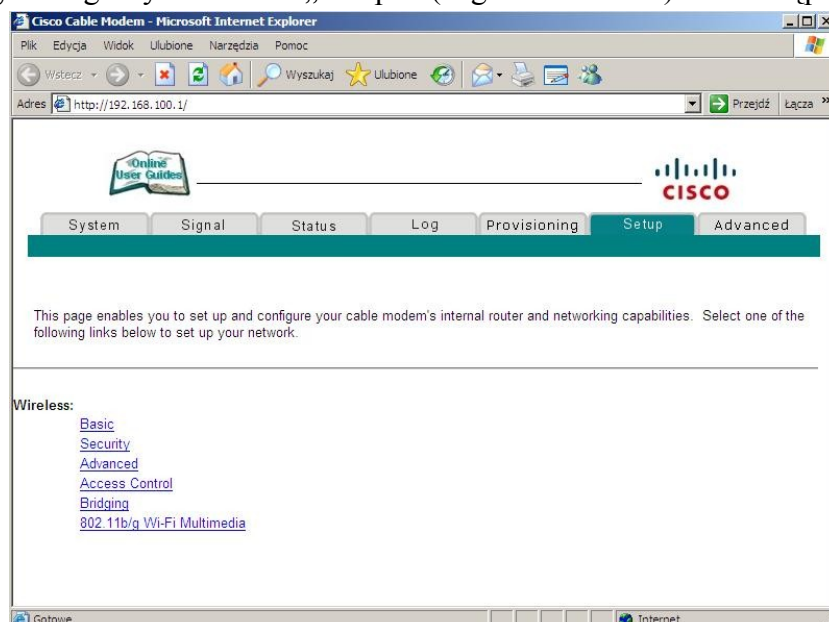 Cisco Cable Modem - Microsoft Internet Explorer
Plik Edycja Widok Ulubione Narzędzia Pomoc
Wstecz Wyszukaj Ulubione
Adres http://192.168.100.1/ Przejdź Łącza »
Online
User Guides
CISCO
System Signal Status Log Provisioning Setup Advanced
This page enables you to set up and configure your cable modem's internal router and networking capabilities. Select one of the
following links below to set up your network.
Wireless:
Basic
Security
Advanced
Access Control
Bridging
802.11b/g Wi-Fi Multimedia
Gotowe Internet